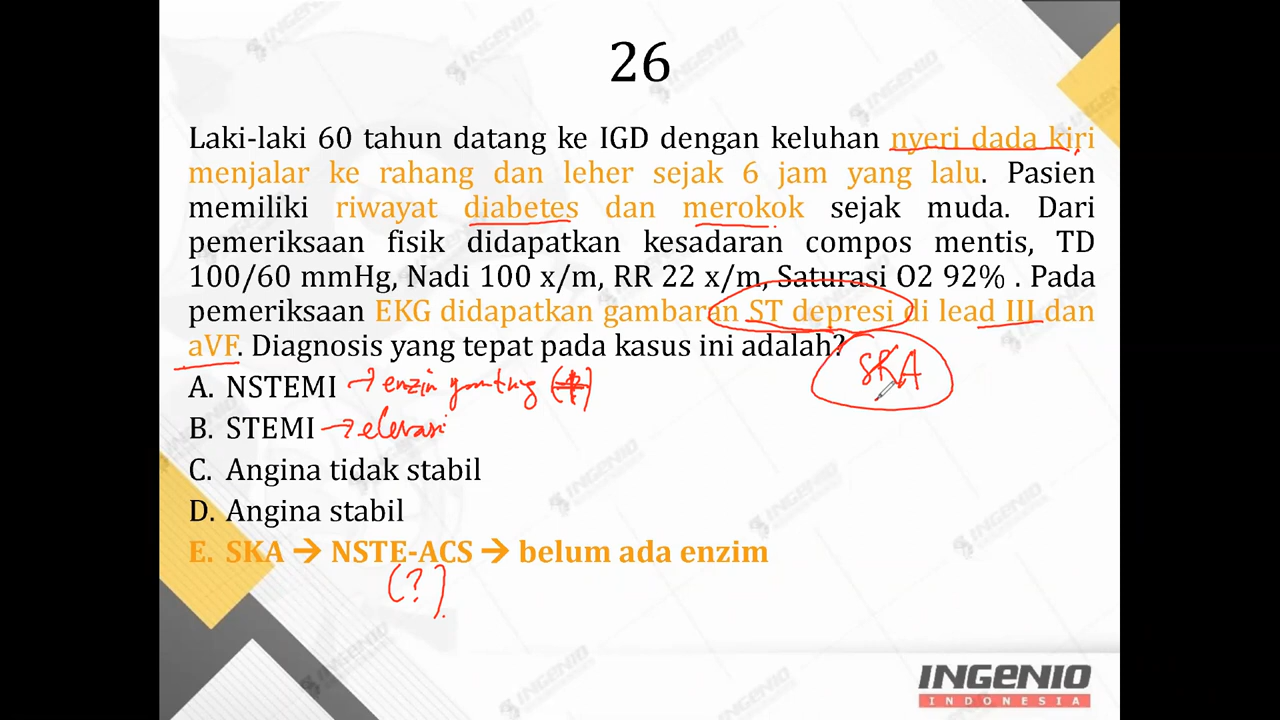 26
Laki-laki 60 tahun datang ke IGD dengan keluhan nyeri dada kiri
menjalar ke rahang dan leher sejak 6 jam yang lalu. Pasien
memiliki riwayat diabetes dan merokok sejak muda. Dari
pemeriksaan fisik didapatkan kesadaran compos mentis, TD
100/60 mmHg, Nadi 100 x/m, RR 22 x/m, Saturasi O2 92% . Pada
pemeriksaan EKG didapatkan gambaran ST depresi di lead III dan
aVF. Diagnosis yang tepat pada kasus ini adalah?
SKA
A. NSTEMI → enzim jantung (+)
B. STEMI → elevasi
C. Angina tidak stabil
D. Angina stabil
E. SKA → NSTE-ACS → belum ada enzim
(?)
INGENIO
INDONESIA